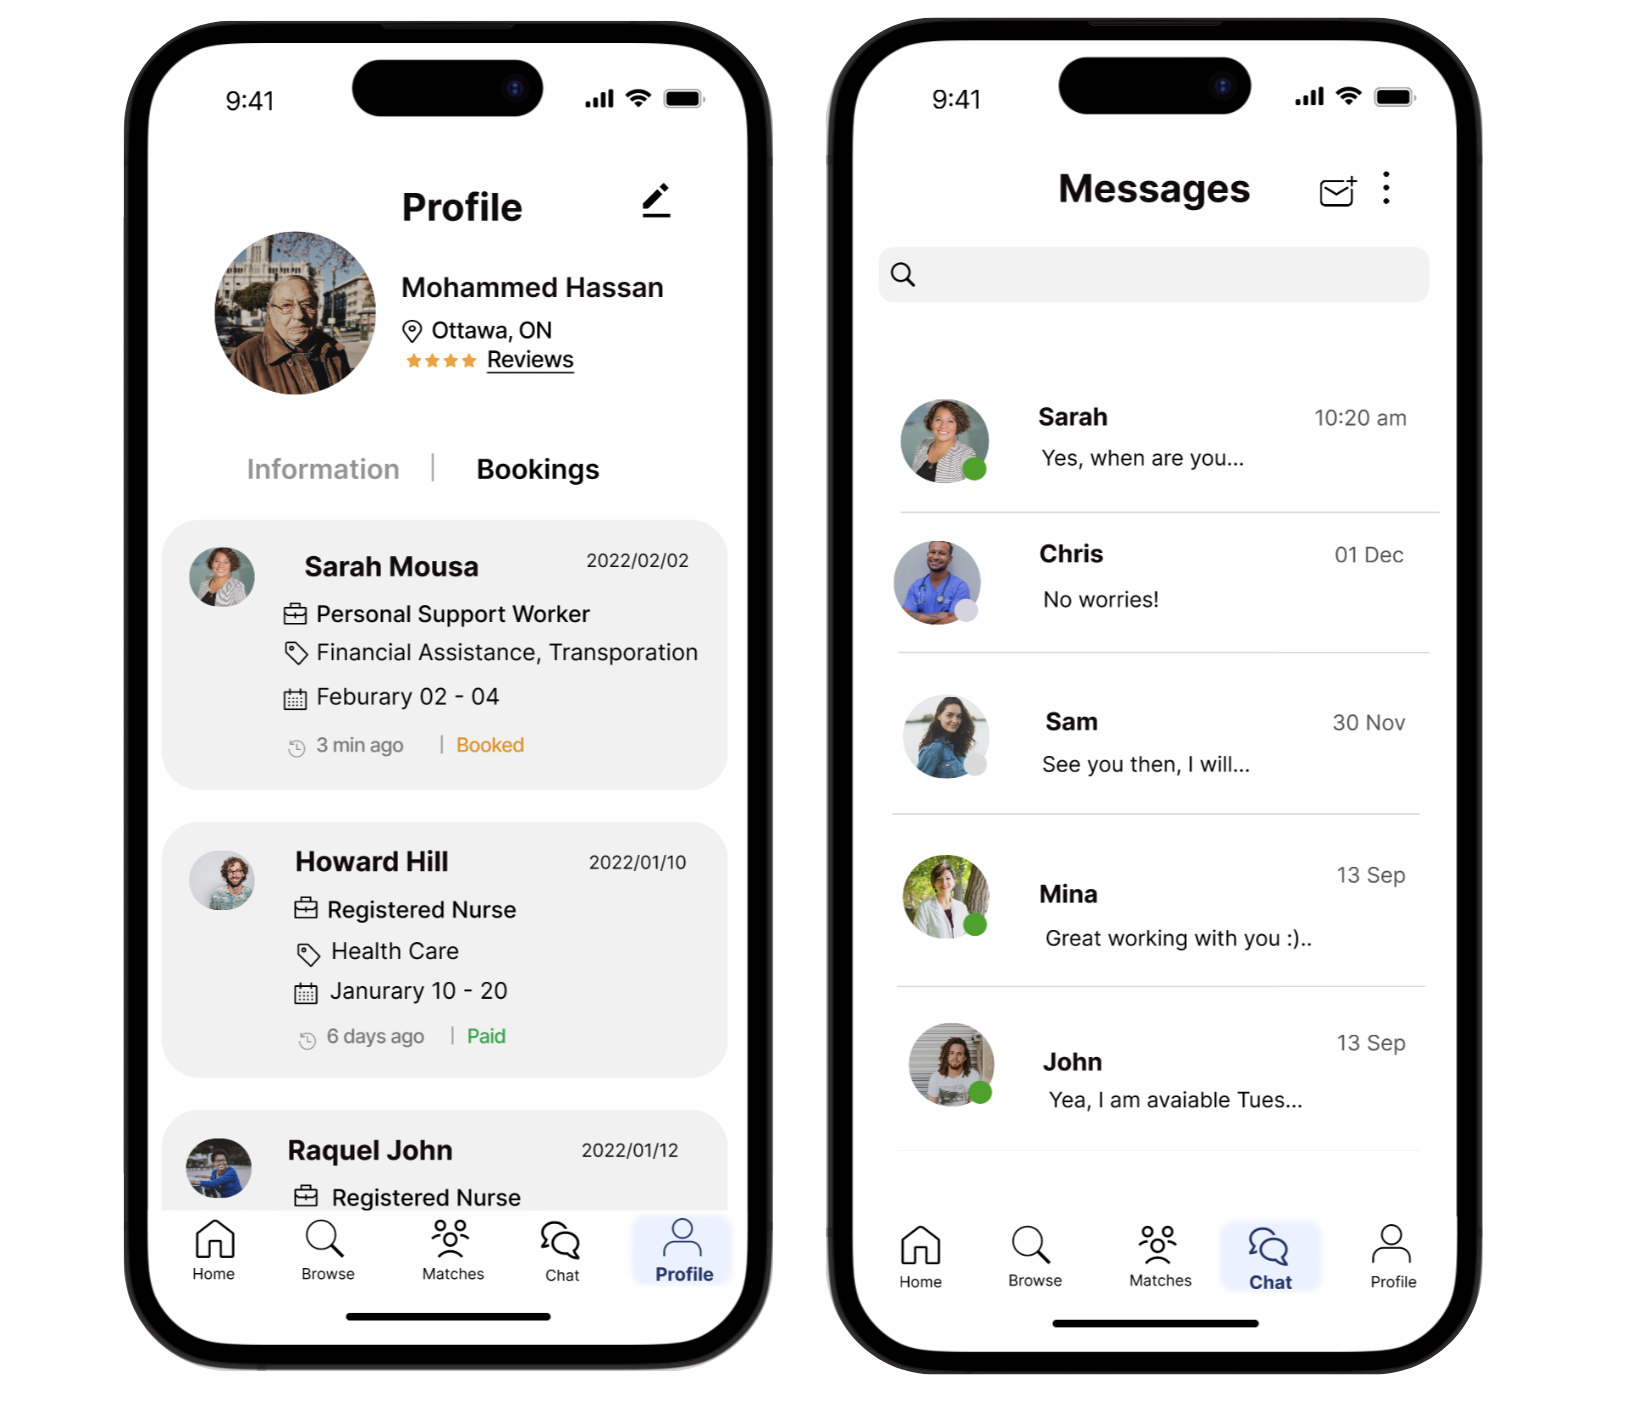 9:41
Profile
Mohammed Hassan
Ottawa, ON
Reviews
Information | Bookings
Sarah Mousa 2022/02/02
Personal Support Worker
Financial Assistance, Transporation
Feburary 02 - 04
3 min ago | Booked
Howard Hill 2022/01/10
Registered Nurse
Health Care
Janurary 10 - 20
6 days ago | Paid
Raquel John 2022/01/12
Registered Nurse
Home Browse Matches Chat Profile
9:41
Messages
Sarah 10:20 am
Yes, when are you...
Chris 01 Dec
No worries!
Sam 30 Nov
See you then, I will...
Mina 13 Sep
Great working with you :)..
John 13 Sep
Yea, I am avaiable Tues...
Home Browse Matches Chat Profile